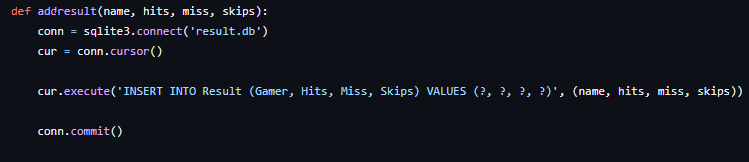 def addresult(name, hits, miss, skips):
    conn = sqlite3.connect('result.db')
    cur = conn.cursor()

    cur.execute('INSERT INTO Result (Gamer, Hits, Miss, Skips) VALUES (?, ?, ?, ?)', (name, hits, miss, skips))

    conn.commit()